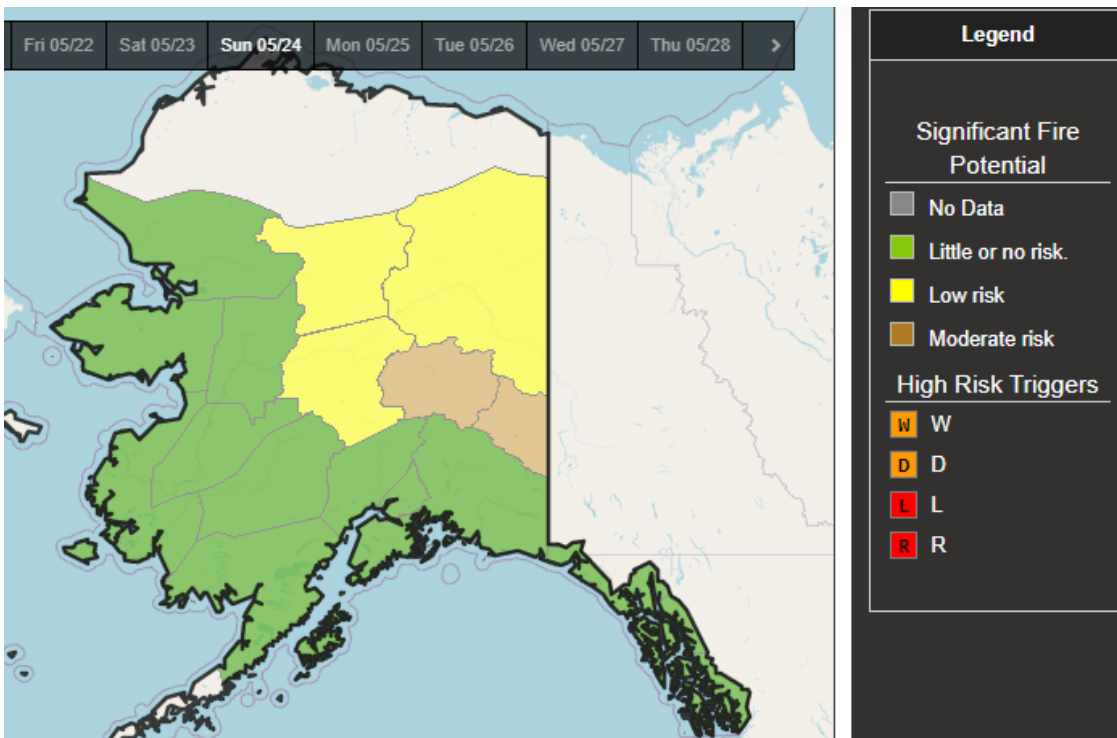 Fri 05/22 Sat 05/23 Sun 05/24 Mon 05/25 Tue 05/26 Wed 05/27 Thu 05/28 >
Legend
Significant Fire
Potential
No Data
Little or no risk.
Low risk
Moderate risk
High Risk Triggers
W W
D D
L L
R R